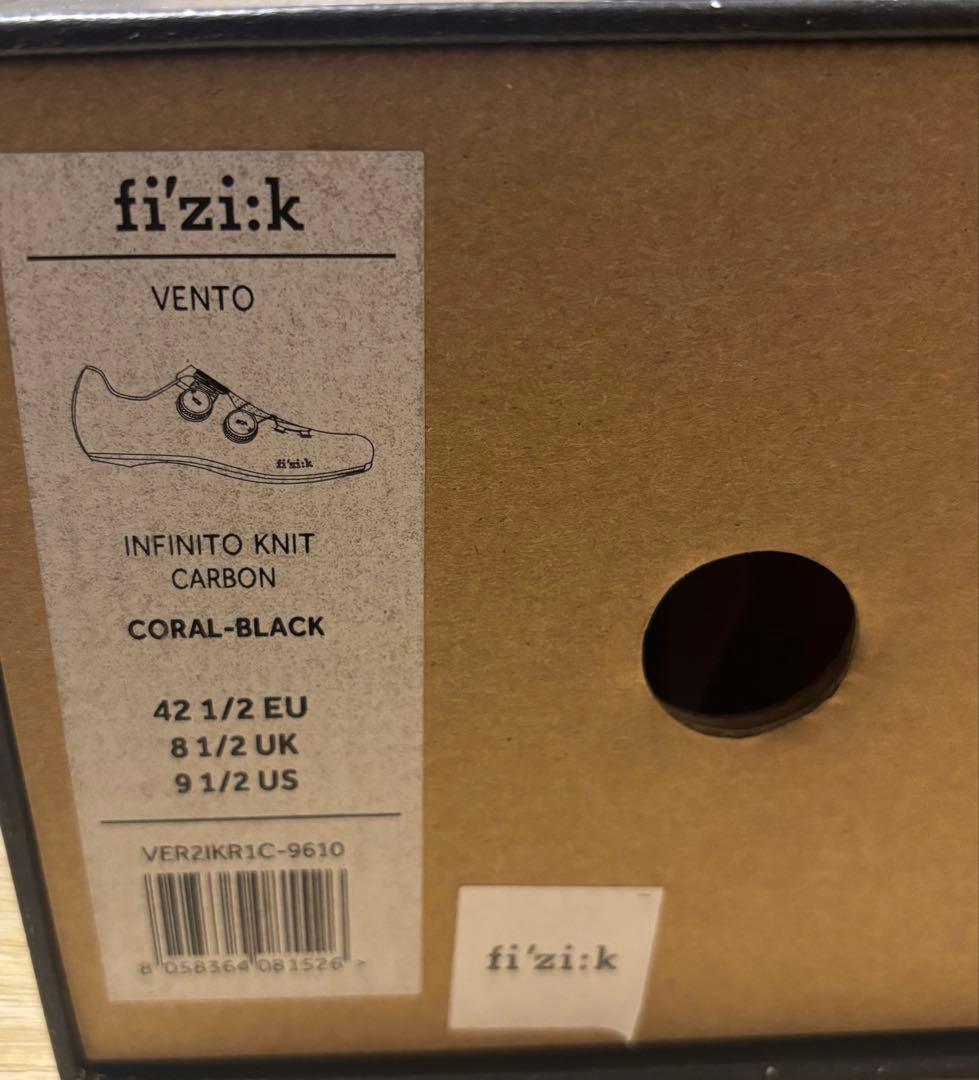 fi'zi:k
VENTO
fi'zi:k
INFINITO KNIT
CARBON
CORAL-BLACK
42 1/2 EU
8 1/2 UK
9 1/2 US
VER2IKR1C-9610
8 058364 081526 >
fi'zi:k